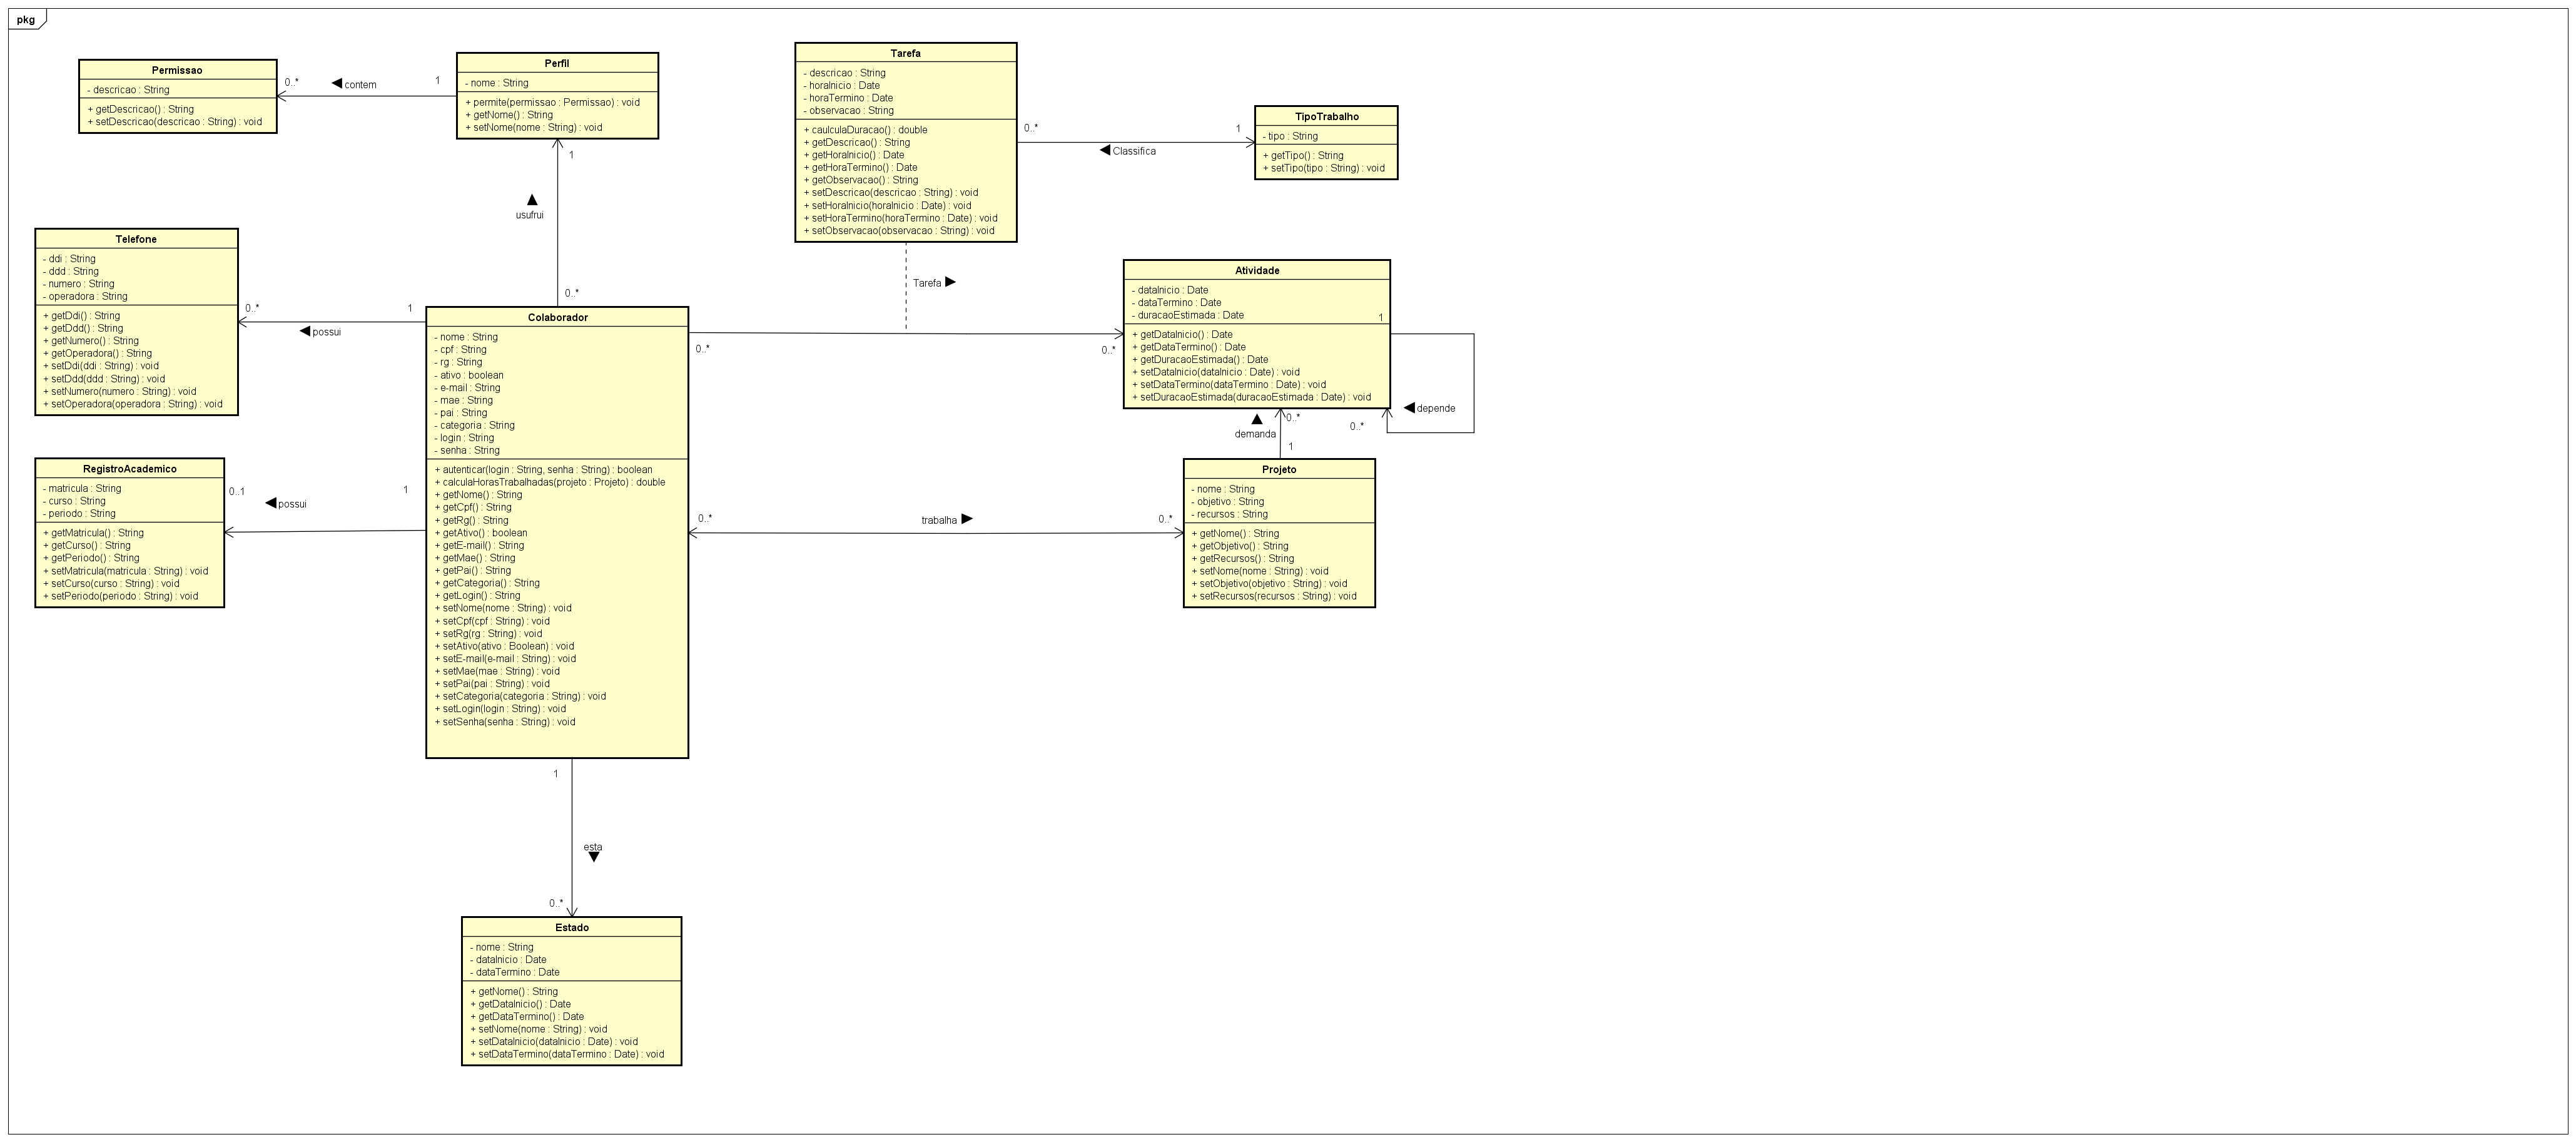 pkg
Permissao
- descricao : String
+ getDescricao() : String
+ setDescricao(descricao : String) : void
0..*
contem
1
Perfil
- nome : String
+ permite(permissao : Permissao) : void
+ getNome() : String
+ setNome(nome : String) : void
1
usufrui
0..*
Tarefa
- descricao : String
- horaInicio : Date
- horaTermino : Date
- observacao : String
+ caulculaDuracao() : double
+ getDescricao() : String
+ getHoraInicio() : Date
+ getHoraTermino() : Date
+ getObservacao() : String
+ setDescricao(descricao : String) : void
+ setHoraInicio(horaInicio : Date) : void
+ setHoraTermino(horaTermino : Date) : void
+ setObservacao(observacao : String) : void
0..*
1
Classifica
TipoTrabalho
- tipo : String
+ getTipo() : String
+ setTipo(tipo : String) : void
Tarefa
Telefone
- ddi : String
- ddd : String
- numero : String
- operadora : String
+ getDdi() : String
+ getDdd() : String
+ getNumero() : String
+ getOperadora() : String
+ setDdi(ddi : String) : void
+ setDdd(ddd : String) : void
+ setNumero(numero : String) : void
+ setOperadora(operadora : String) : void
0..*
possui
1
Colaborador
- nome : String
- cpf : String
- rg : String
- ativo : boolean
- e-mail : String
- mae : String
- pai : String
- categoria : String
- login : String
- senha : String
+ autenticar(login : String, senha : String) : boolean
+ calculaHorasTrabalhadas(projeto : Projeto) : double
+ getNome() : String
+ getCpf() : String
+ getRg() : String
+ getAtivo() : boolean
+ getE-mail() : String
+ getMae() : String
+ getPai() : String
+ getCategoria() : String
+ getLogin() : String
+ setNome(nome : String) : void
+ setCpf(cpf : String) : void
+ setRg(rg : String) : void
+ setAtivo(ativo : Boolean) : void
+ setE-mail(e-mail : String) : void
+ setMae(mae : String) : void
+ setPai(pai : String) : void
+ setCategoria(categoria : String) : void
+ setLogin(login : String) : void
+ setSenha(senha : String) : void
0..*
0..*
Atividade
- dataInicio : Date
- dataTermino : Date
- duracaoEstimada : Date
+ getDataInicio() : Date
+ getDataTermino() : Date
+ getDuracaoEstimada() : Date
+ setDataInicio(dataInicio : Date) : void
+ setDataTermino(dataTermino : Date) : void
+ setDuracaoEstimada(duracaoEstimada : Date) : void
1
depende
0..*
0..*
demanda
1
RegistroAcademico
- matricula : String
- curso : String
- periodo : String
+ getMatricula() : String
+ getCurso() : String
+ getPeriodo() : String
+ setMatricula(matricula : String) : void
+ setCurso(curso : String) : void
+ setPeriodo(periodo : String) : void
0..1
possui
1
0..*
trabalha
0..*
Projeto
- nome : String
- objetivo : String
- recursos : String
+ getNome() : String
+ getObjetivo() : String
+ getRecursos() : String
+ setNome(nome : String) : void
+ setObjetivo(objetivo : String) : void
+ setRecursos(recursos : String) : void
1
esta
0..*
Estado
- nome : String
- dataInicio : Date
- dataTermino : Date
+ getNome() : String
+ getDataInicio() : Date
+ getDataTermino() : Date
+ setNome(nome : String) : void
+ setDataInicio(dataInicio : Date) : void
+ setDataTermino(dataTermino : Date) : void